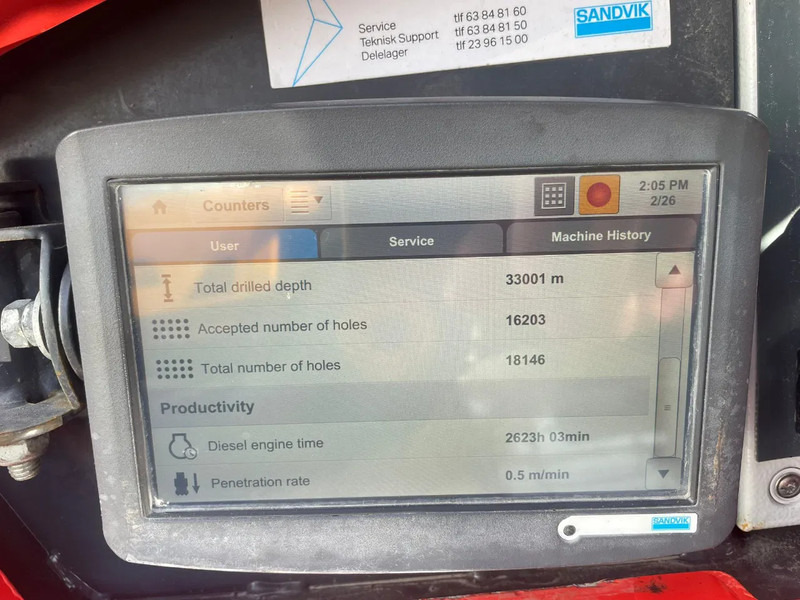 Service tlf 63 84 81 60
Teknisk Support tlf 63 84 81 50
Delelager tlf 23 96 15 00
SANDVIK
Counters
2:05 PM
2/26
User Service Machine History
Total drilled depth 33001 m
Accepted number of holes 16203
Total number of holes 18146
Productivity
Diesel engine time 2623h 03min
Penetration rate 0.5 m/min
SANDVIK